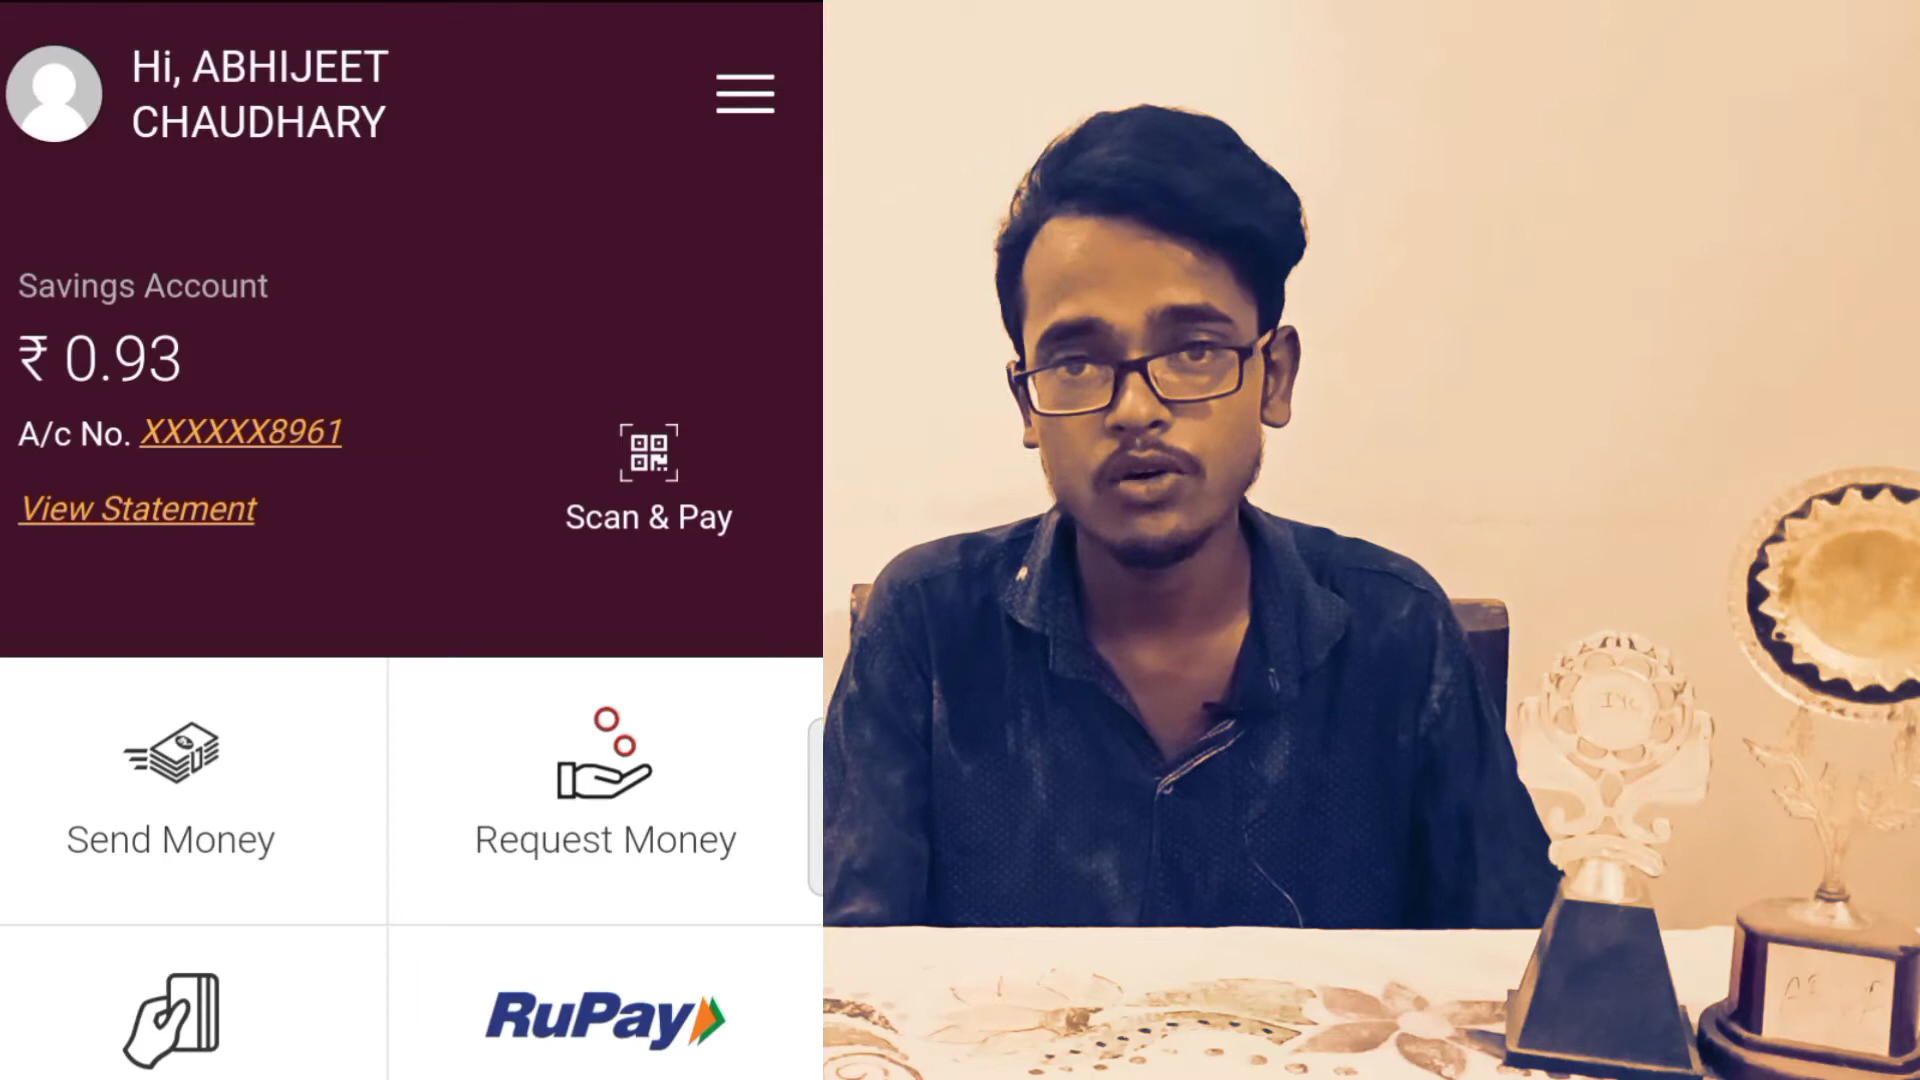 Hi, ABHIJEET
CHAUDHARY
Savings Account
₹ 0.93
A/c No. XXXXXX8961
View Statement
Scan & Pay
Send Money
Request Money
RuPay